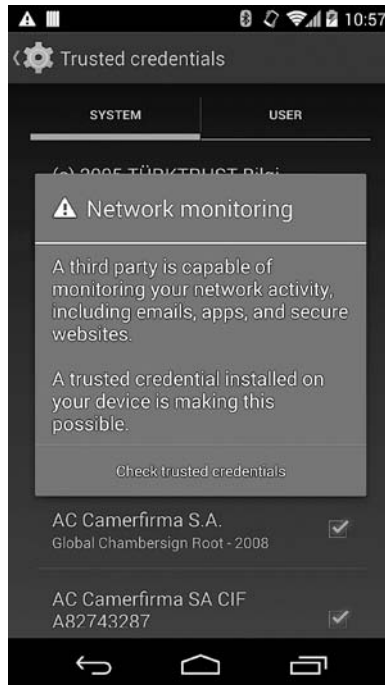 10:57
Trusted credentials
SYSTEM
USER
Network monitoring
A third party is capable of
monitoring your network activity,
including emails, apps, and secure
websites.
A trusted credential installed on
your device is making this
possible.
Check trusted credentials
AC Camerfirma S.A.
Global Chambersign Root - 2008
AC Camerfirma SA CIF
A82743287